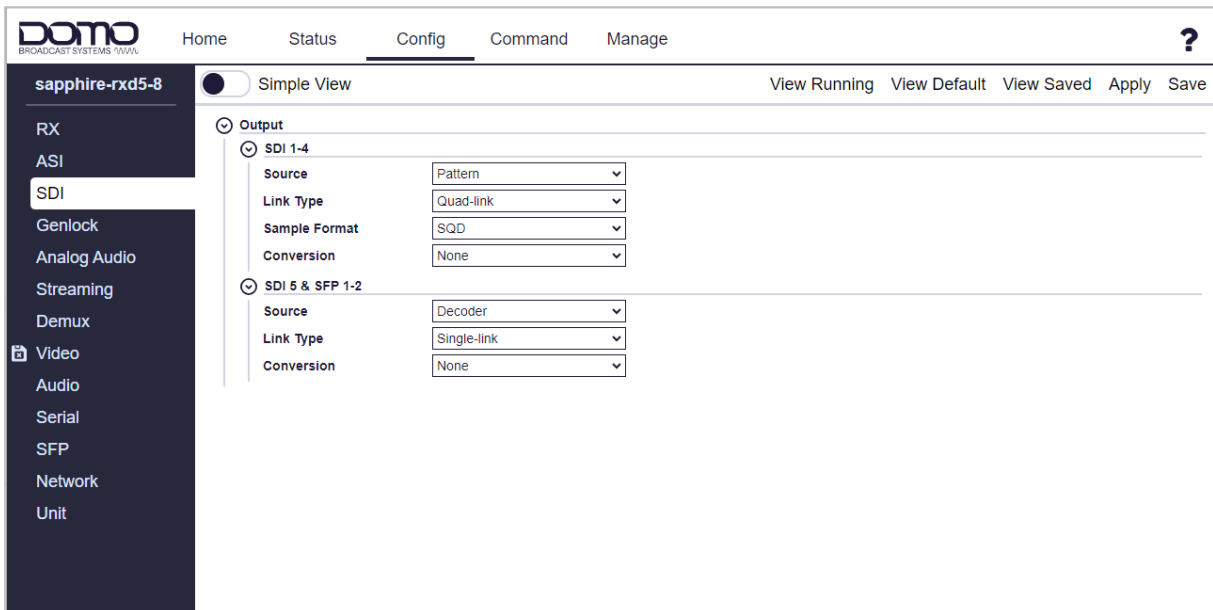 DOMO
BROADCAST SYSTEMS
Home Status Config Command Manage ?
sapphire-rxd5-8
Simple View View Running View Default View Saved Apply Save
RX
ASI
SDI
Genlock
Analog Audio
Streaming
Demux
Video
Audio
Serial
SFP
Network
Unit
Output
SDI 1-4
Source Pattern
Link Type Quad-link
Sample Format SQD
Conversion None
SDI 5 & SFP 1-2
Source Decoder
Link Type Single-link
Conversion None